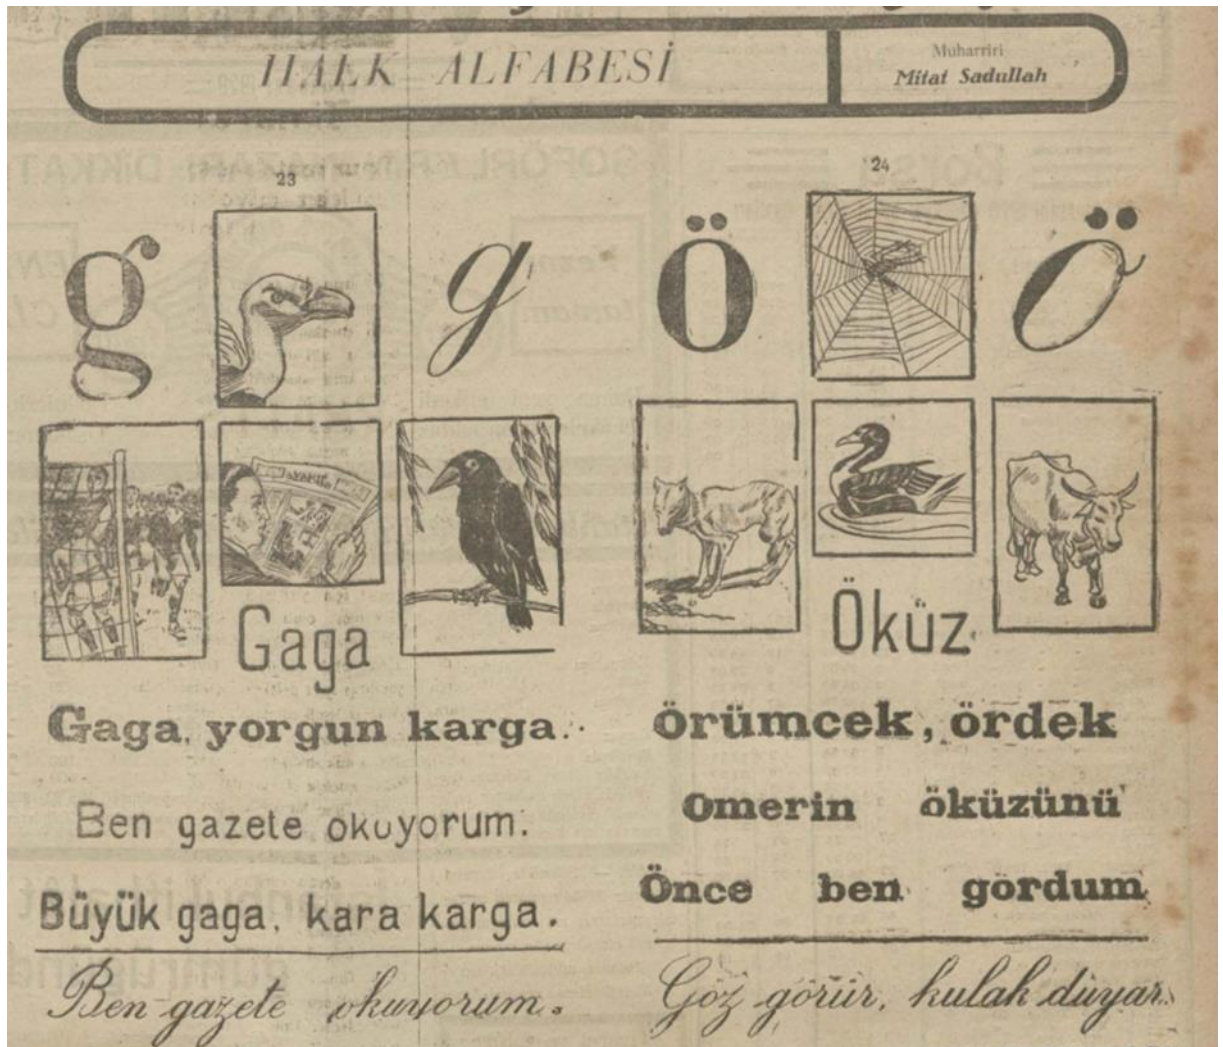 HALK ALFABESİ
Muharriri
Mitat Sadullah
23
g g
Gaga
Gaga, yorgun karga.
Ben gazete okuyorum.
Büyük gaga, kara karga.
Ben gazete okuyorum.
24
ö ö
Öküz
Örümcek, ördek
Omerin öküzünü
Önce ben gördum
Göz görür, kulak duyar.